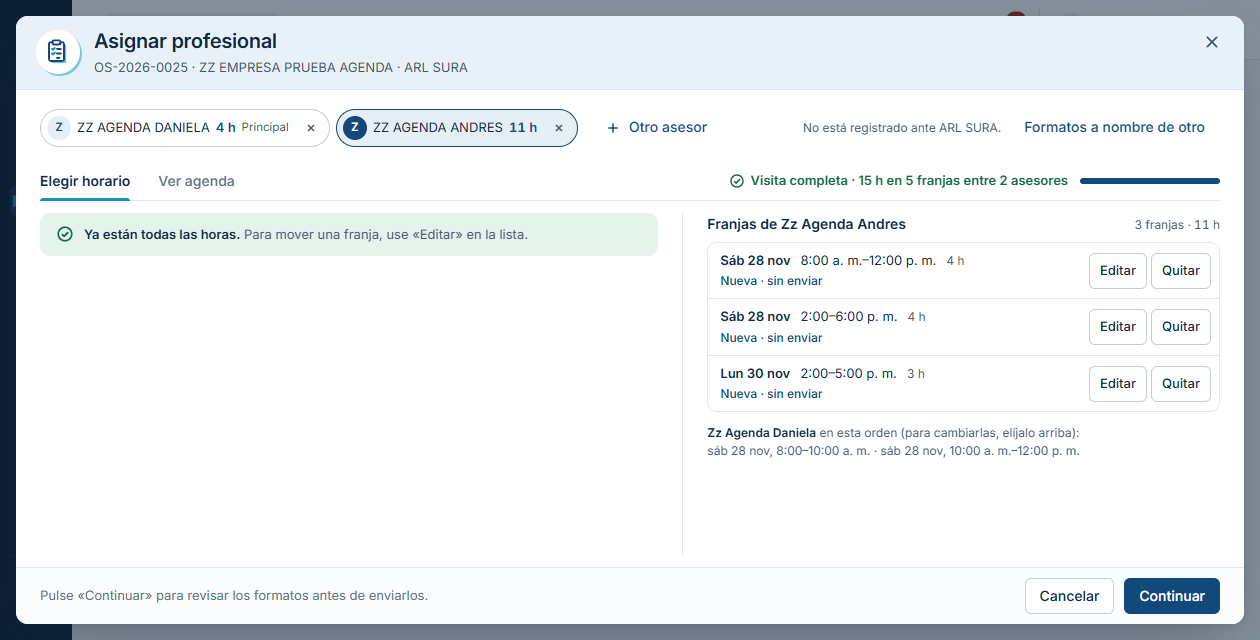 Asignar profesional
OS-2026-0025 · ZZ EMPRESA PRUEBA AGENDA · ARL SURA
Z ZZ AGENDA DANIELA 4 h Principal ×
Z ZZ AGENDA ANDRES 11 h ×
+ Otro asesor
No está registrado ante ARL SURA.
Formatos a nombre de otro
Elegir horario
Ver agenda
Visita completa · 15 h en 5 franjas entre 2 asesores
Ya están todas las horas. Para mover una franja, use «Editar» en la lista.
Franjas de Zz Agenda Andres
3 franjas · 11 h
Sáb 28 nov 8:00 a. m.–12:00 p. m. 4 h
Nueva · sin enviar
Editar
Quitar
Sáb 28 nov 2:00–6:00 p. m. 4 h
Nueva · sin enviar
Editar
Quitar
Lun 30 nov 2:00–5:00 p. m. 3 h
Nueva · sin enviar
Editar
Quitar
Zz Agenda Daniela en esta orden (para cambiarlas, elíjalo arriba):
sáb 28 nov, 8:00–10:00 a. m. · sáb 28 nov, 10:00 a. m.–12:00 p. m.
Pulse «Continuar» para revisar los formatos antes de enviarlos.
Cancelar
Continuar